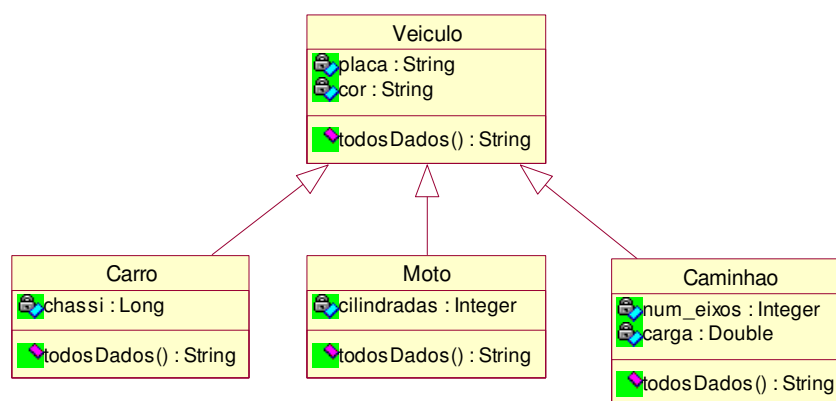 Veiculo
placa : String
cor : String
todosDados() : String
Carro
chassi : Long
todosDados() : String
Moto
cilindradas : Integer
todosDados() : String
Caminhao
num_eixos : Integer
carga : Double
todosDados() : String